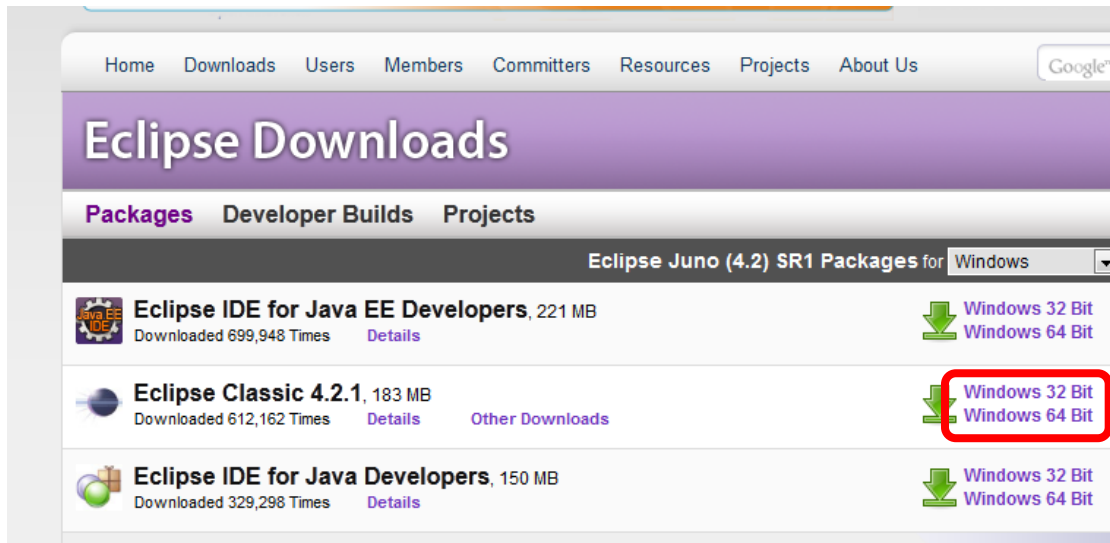 Home Downloads Users Members Committers Resources Projects About Us Google™
Eclipse Downloads
Packages Developer Builds Projects
Eclipse Juno (4.2) SR1 Packages for Windows
Java EE
IDE
Eclipse IDE for Java EE Developers, 221 MB
Downloaded 699,948 Times Details
Windows 32 Bit
Windows 64 Bit
Eclipse Classic 4.2.1, 183 MB
Downloaded 612,162 Times Details Other Downloads
Windows 32 Bit
Windows 64 Bit
Eclipse IDE for Java Developers, 150 MB
Downloaded 329,298 Times Details
Windows 32 Bit
Windows 64 Bit